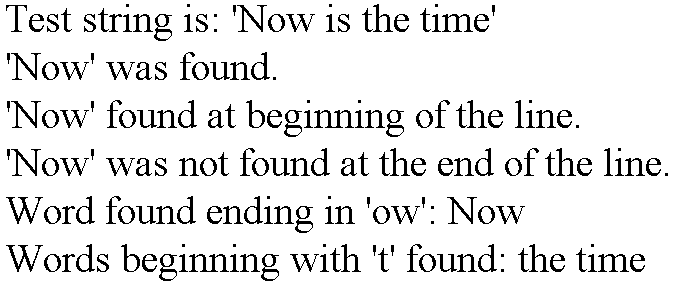 Test string is: 'Now is the time'
'Now' was found.
'Now' found at beginning of the line.
'Now' was not found at the end of the line.
Word found ending in 'ow': Now
Words beginning with 't' found: the time